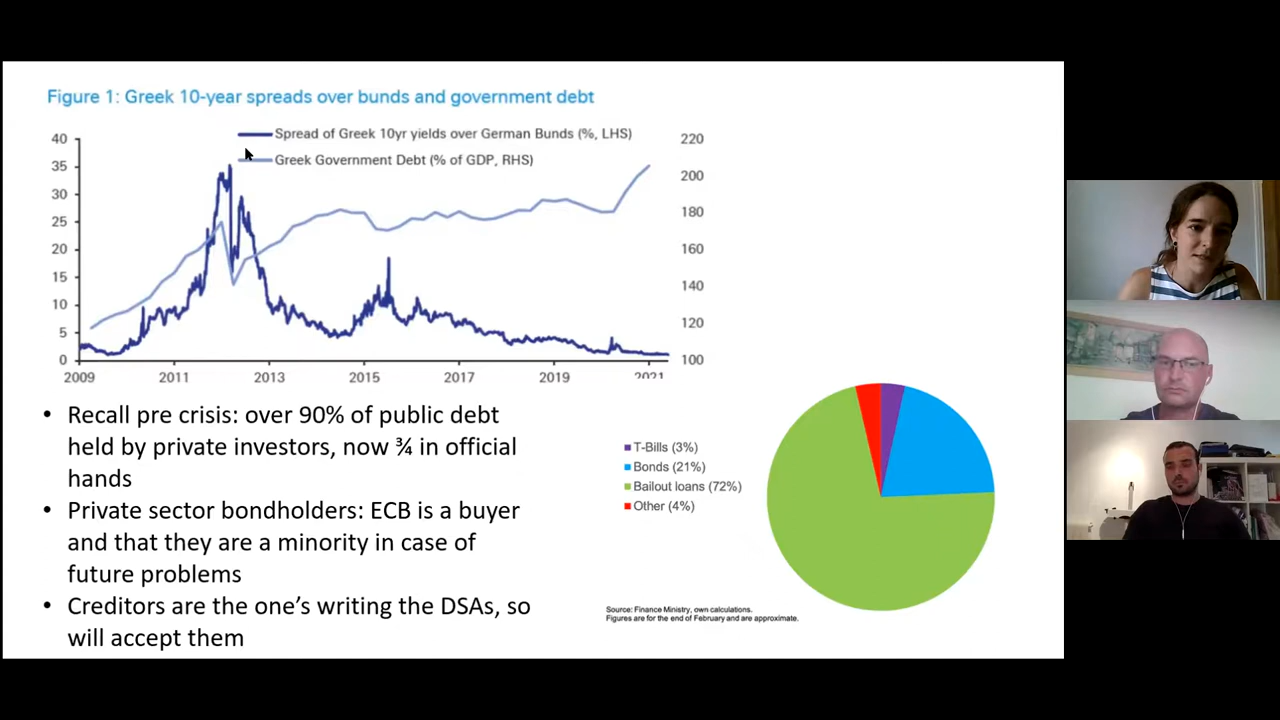 Figure 1: Greek 10-year spreads over bunds and government debt
Spread of Greek 10yr yields over German Bunds (%, LHS)
Greek Government Debt (% of GDP, RHS)
40
35
30
25
20
15
10
5
0
220
200
180
160
140
120
100
2009
2011
2013
2015
2017
2019
2021
• Recall pre crisis: over 90% of public debt
held by private investors, now ¾ in official
hands
• Private sector bondholders: ECB is a buyer
and that they are a minority in case of
future problems
• Creditors are the one’s writing the DSAs, so
will accept them
T-Bills (3%)
Bonds (21%)
Bailout loans (72%)
Other (4%)
Source: Finance Ministry, own calculations.
Figures are for the end of February and are approximate.